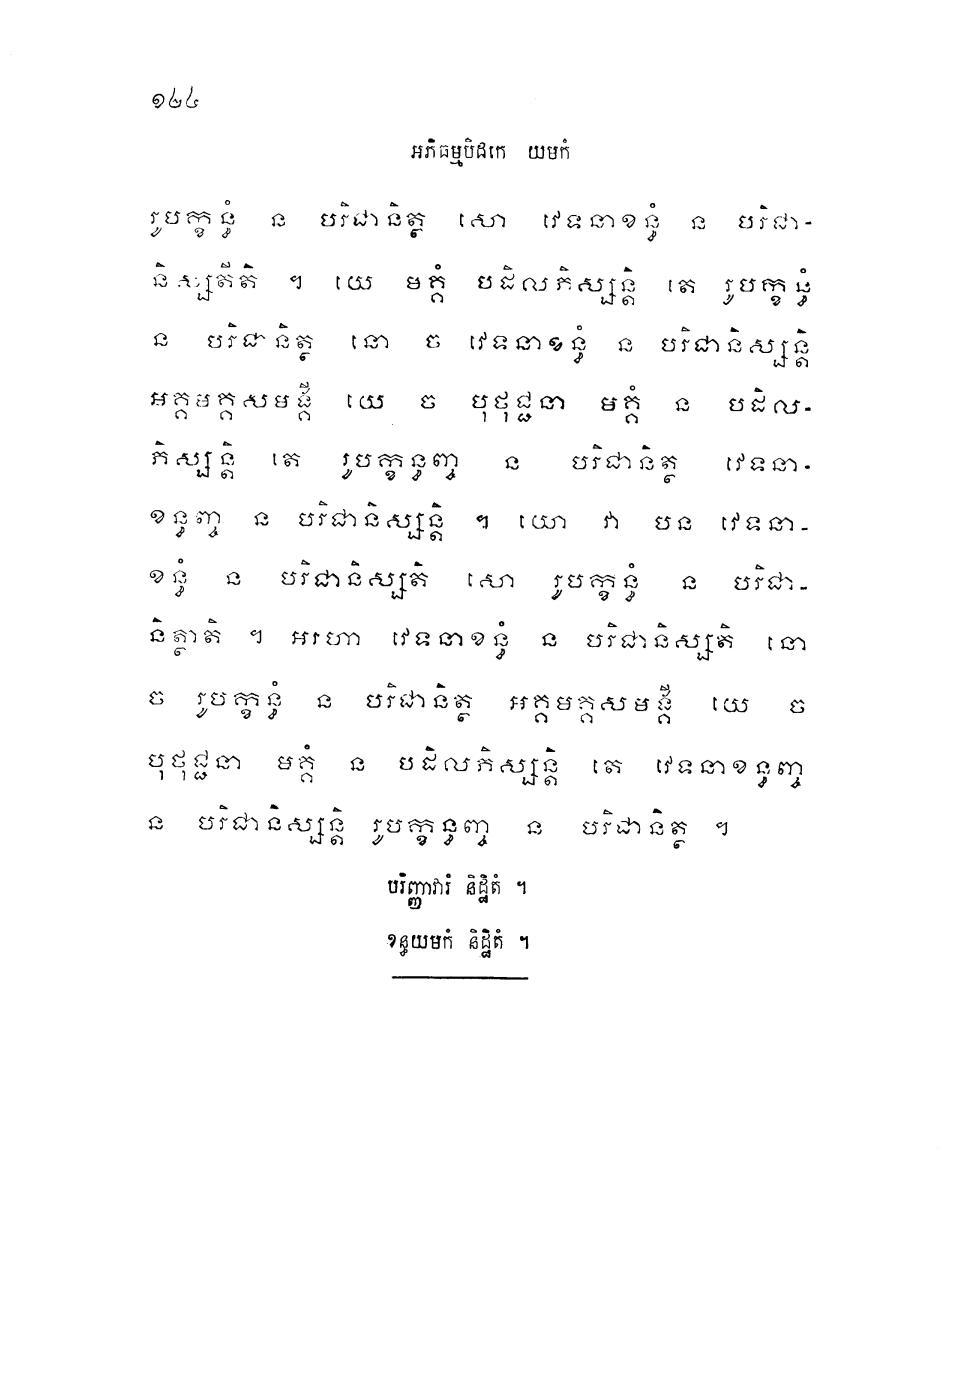 ១៤៤
អភិធម្មបិដកេ យមកំ
រូបក្ខន្ធំ ន បរិជានិត្ថ សោ វេទនាខន្ធំ ន បរិជា-
និស្សតីតិ ។ យេ មគ្គំ បដិលភិស្សន្តិ តេ រូបក្ខន្ធំ
ន បរិជានិត្ថ នោ ច វេទនាខន្ធំ ន បរិជានិស្សន្តិ
អគ្គមគ្គសមង្គី យេ ច បុថុជ្ជនា មគ្គំ ន បដិល-
ភិស្សន្តិ តេ រូបក្ខន្ធញ្ច ន បរិជានិត្ថ វេទនា-
ខន្ធញ្ច ន បរិជានិស្សន្តិ ។ យោ វា បន វេទនា-
ខន្ធំ ន បរិជានិស្សតិ សោ រូបក្ខន្ធំ ន បរិជា-
និត្ថាតិ ។ អរហា វេទនាខន្ធំ ន បរិជានិស្សតិ នោ
ច រូបក្ខន្ធំ ន បរិជានិត្ថ អគ្គមគ្គសមង្គី យេ ច
បុថុជ្ជនា មគ្គំ ន បដិលភិស្សន្តិ តេ វេទនាខន្ធញ្ច
ន បរិជានិស្សន្តិ រូបក្ខន្ធញ្ច ន បរិជានិត្ថ ។
បរិញ្ញាវារំ និដ្ឋិតំ ។
ខន្ធយមកំ និដ្ឋិតំ ។